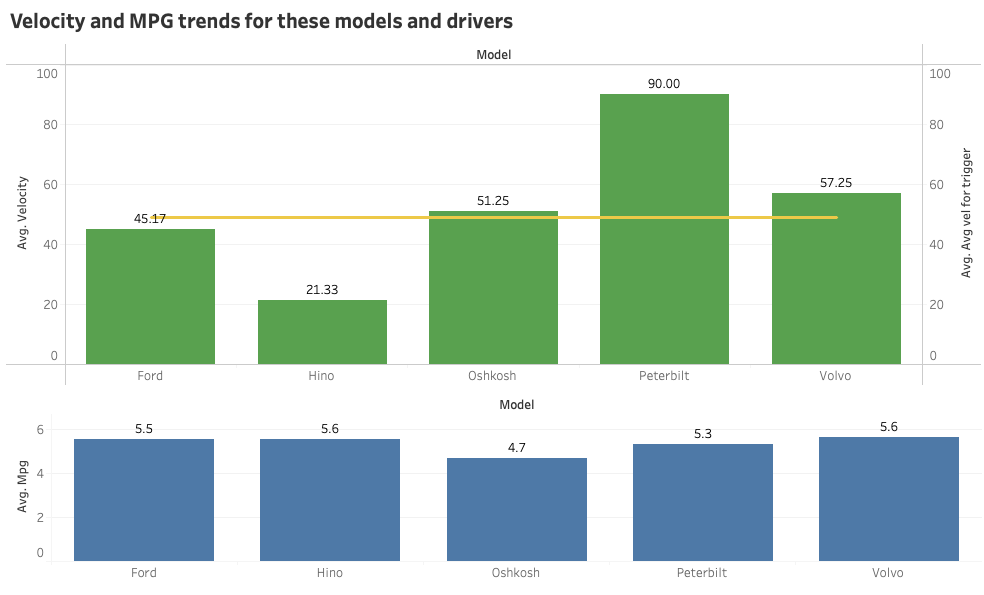 Velocity and MPG trends for these models and drivers
Model
100
80
60
40
20
0
Avg. Velocity
45.17
21.33
51.25
90.00
57.25
100
80
60
40
20
0
Avg. Avg vel for trigger
Ford
Hino
Oshkosh
Peterbilt
Volvo
Model
6
4
2
0
Avg. Mpg
5.5
5.6
4.7
5.3
5.6
Ford
Hino
Oshkosh
Peterbilt
Volvo